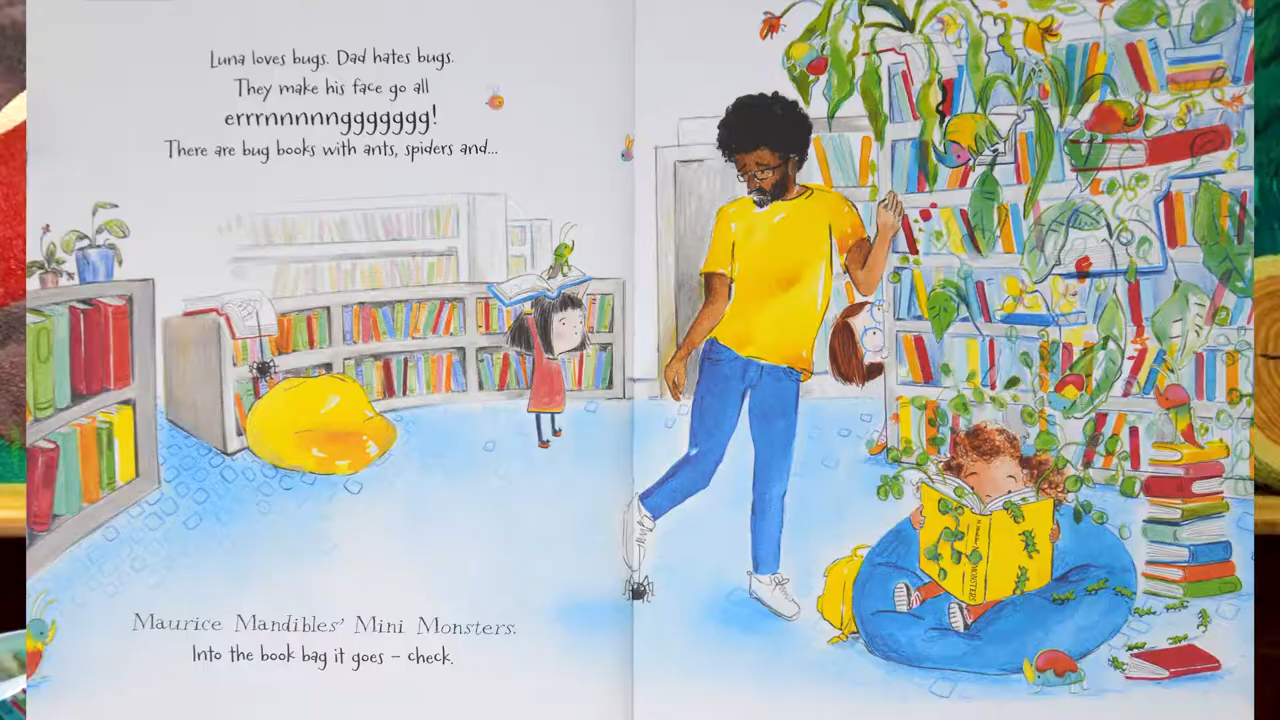 Luna loves bugs. Dad hates bugs.
They make his face go all
errrnnnnnggggggg!
There are bug books with ants, spiders and...
Maurice Mandibles' Mini Monsters.
Into the book bag it goes – check.
MONSTERS